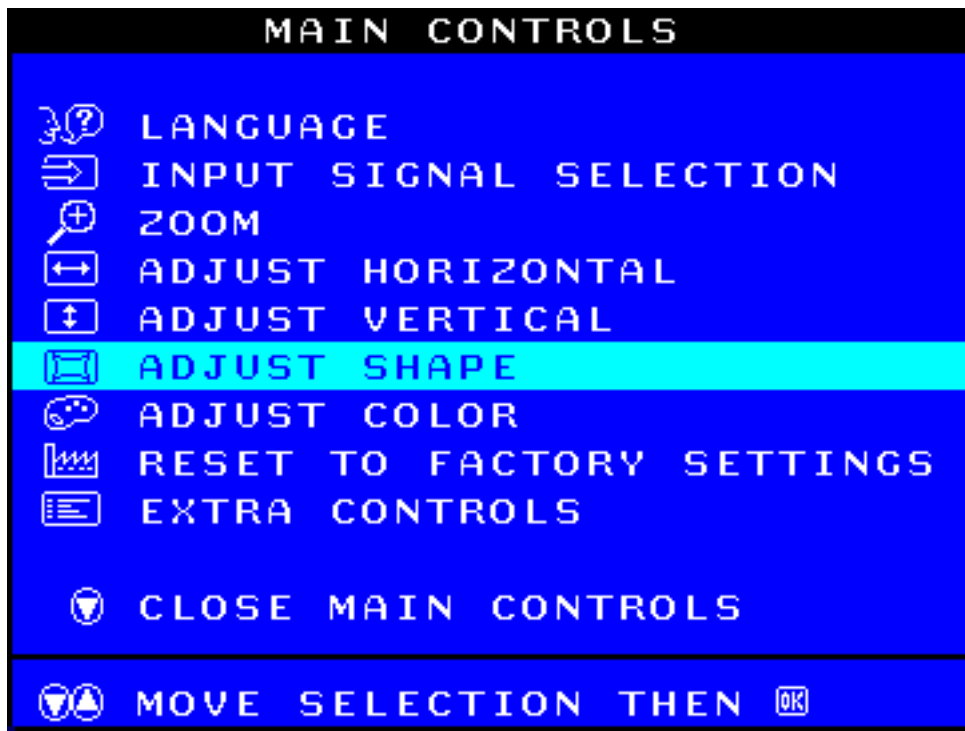 MAIN CONTROLS
LANGUAGE
INPUT SIGNAL SELECTION
ZOOM
ADJUST HORIZONTAL
ADJUST VERTICAL
ADJUST SHAPE
ADJUST COLOR
RESET TO FACTORY SETTINGS
EXTRA CONTROLS
CLOSE MAIN CONTROLS
MOVE SELECTION THEN OK